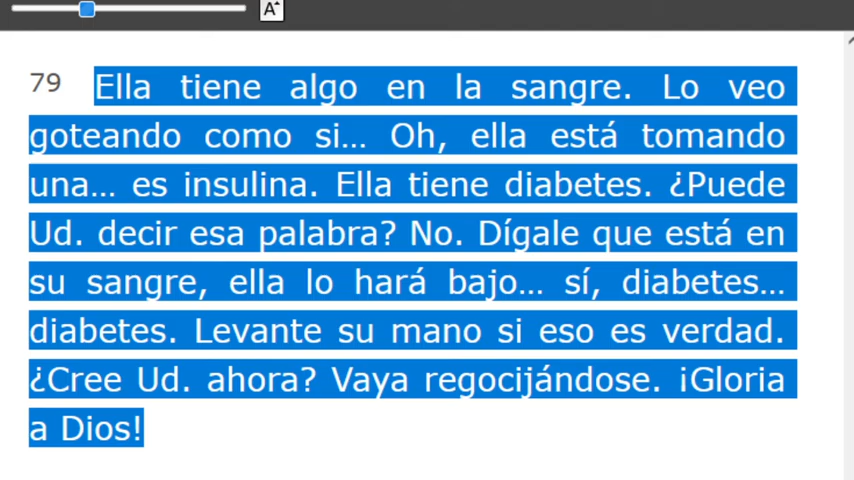 A
79 Ella tiene algo en la sangre. Lo veo
goteando como si... Oh, ella está tomando
una... es insulina. Ella tiene diabetes. ¿Puede
Ud. decir esa palabra? No. Dígale que está en
su sangre, ella lo hará bajo... sí, diabetes...
diabetes. Levante su mano si eso es verdad.
¿Cree Ud. ahora? Vaya regocijándose. ¡Gloria
a Dios!